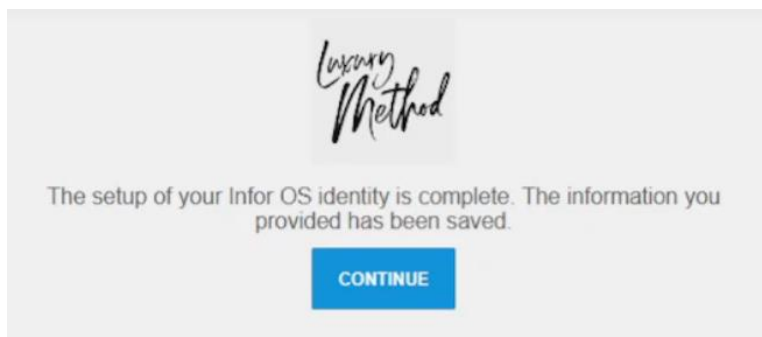 Luxury
Method
The setup of your Infor OS identity is complete. The information you
provided has been saved.
CONTINUE